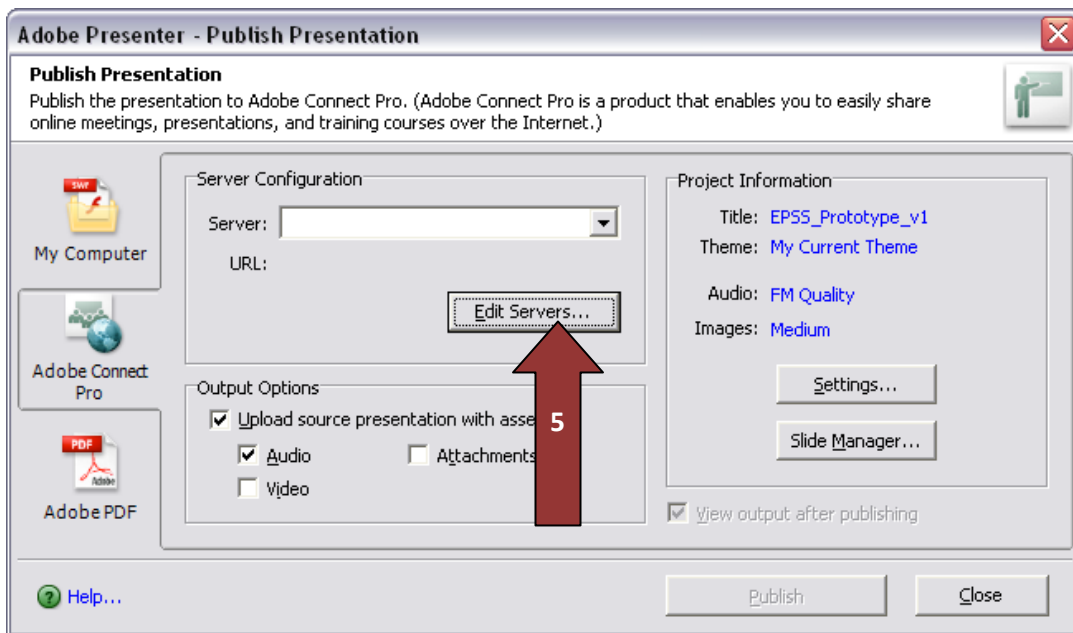 Adobe Presenter - Publish Presentation
Publish Presentation
Publish the presentation to Adobe Connect Pro. (Adobe Connect Pro is a product that enables you to easily share
online meetings, presentations, and training courses over the Internet.)
SWF
My Computer
Adobe Connect
Pro
PDF
Adobe
Adobe PDF
Server Configuration
Server:
URL:
Edit Servers...
Output Options
Upload source presentation with asse
5
Audio
Attachments
Video
Project Information
Title: EPSS_Prototype_v1
Theme: My Current Theme
Audio: FM Quality
Images: Medium
Settings...
Slide Manager...
View output after publishing
Help...
Publish
Close